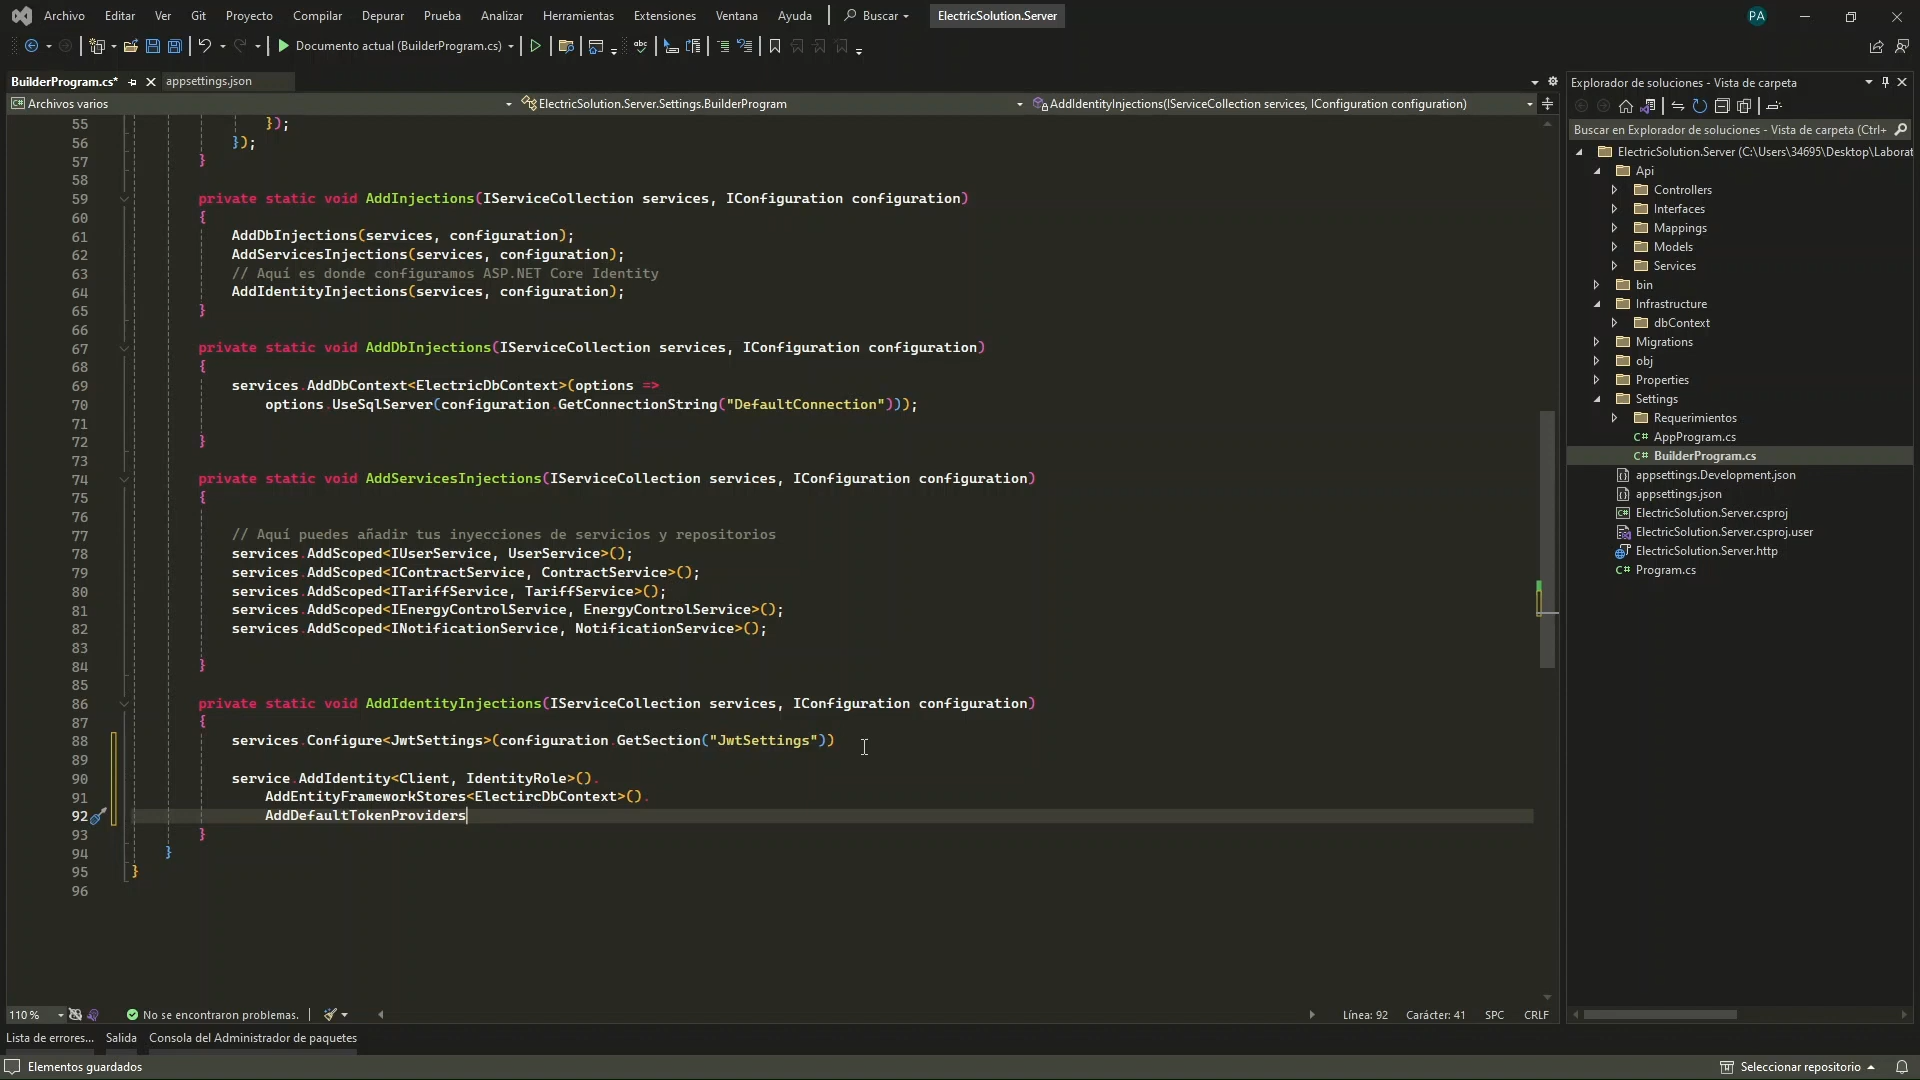 Archivo Editar Ver Git Proyecto Compilar Depurar Prueba Analizar Herramientas Extensiones Ventana Ayuda Buscar ElectricSolution.Server PA
Documento actual (BuilderProgram.cs)
BuilderProgram.cs* appsettings.json
Archivos varios ElectricSolution.Server.Settings.BuilderProgram AddIdentityInjections(IServiceCollection services, IConfiguration configuration)
55 });
56 });
57 }
58
59 private static void AddInjections(IServiceCollection services, IConfiguration configuration)
60 {
61 AddDbInjections(services, configuration);
62 AddServicesInjections(services, configuration);
63 // Aquí es donde configuramos ASP.NET Core Identity
64 AddIdentityInjections(services, configuration);
65 }
66
67 private static void AddDbInjections(IServiceCollection services, IConfiguration configuration)
68 {
69 services.AddDbContext<ElectricDbContext>(options =>
70 options.UseSqlServer(configuration.GetConnectionString("DefaultConnection")));
71
72 }
73
74 private static void AddServicesInjections(IServiceCollection services, IConfiguration configuration)
75 {
76
77 // Aquí puedes añadir tus inyecciones de servicios y repositorios
78 services.AddScoped<IUserService, UserService>();
79 services.AddScoped<IContractService, ContractService>();
80 services.AddScoped<ITariffService, TariffService>();
81 services.AddScoped<IEnergyControlService, EnergyControlService>();
82 services.AddScoped<INotificationService, NotificationService>();
83
84 }
85
86 private static void AddIdentityInjections(IServiceCollection services, IConfiguration configuration)
87 {
88 services.Configure<JwtSettings>(configuration.GetSection("JwtSettings"))
89
90 service.AddIdentity<Client, IdentityRole>().
91 AddEntityFrameworkStores<ElectircDbContext>().
92 AddDefaultTokenProviders
93 }
94 }
95 }
96
110 % No se encontraron problemas. Línea: 92 Carácter: 41 SPC CRLF
Lista de errores... Salida Consola del Administrador de paquetes
Elementos guardados Seleccionar repositorio
Explorador de soluciones - Vista de carpeta
Buscar en Explorador de soluciones - Vista de carpeta (Ctrl+
ElectricSolution.Server (C:\Users\34695\Desktop\Laborat
Api
Controllers
Interfaces
Mappings
Models
Services
bin
Infrastructure
dbContext
Migrations
obj
Properties
Settings
Requerimientos
C# AppProgram.cs
C# BuilderProgram.cs
appsettings.Development.json
appsettings.json
ElectricSolution.Server.csproj
ElectricSolution.Server.csproj.user
ElectricSolution.Server.http
C# Program.cs